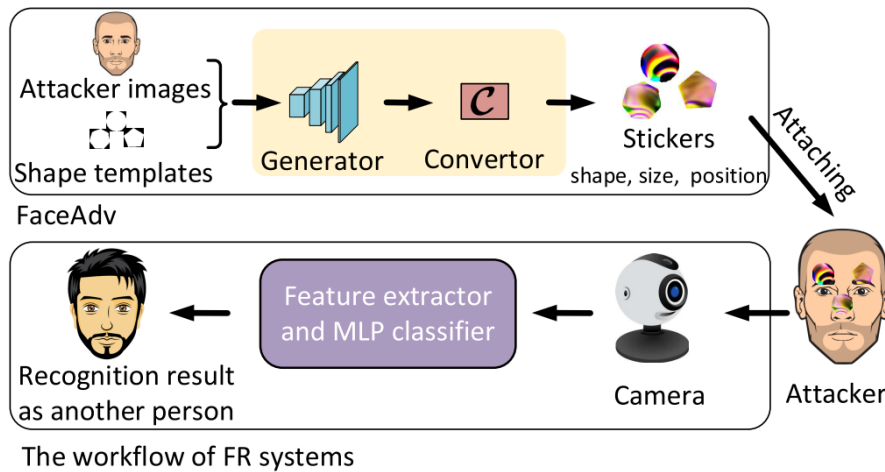 Attacker images
Shape templates
Generator
C
Convertor
Stickers
shape, size, position
Attaching
FaceAdv
Attacker
Camera
Feature extractor
and MLP classifier
Recognition result
as another person
The workflow of FR systems